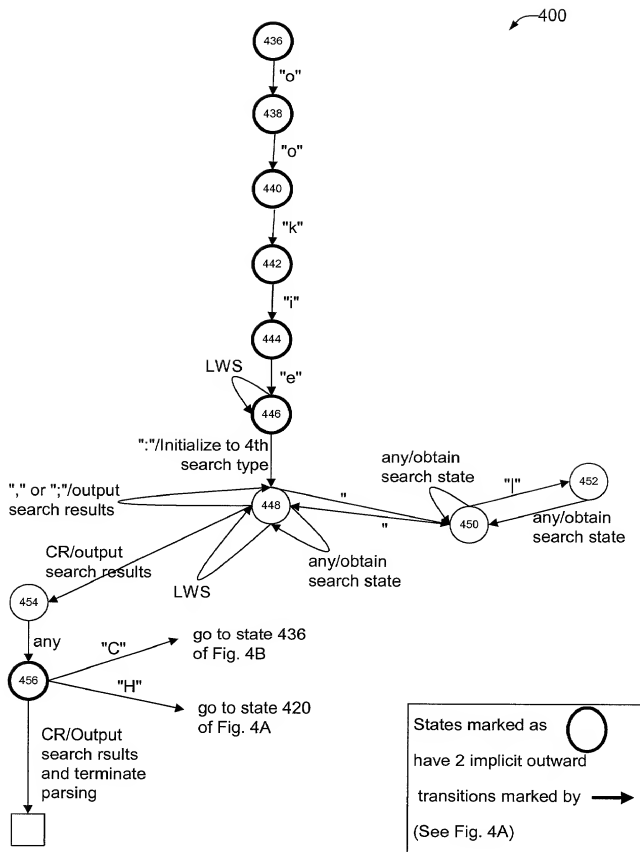 400
436
"o"
438
"o"
440
"k"
442
"i"
444
"e"
LWS
446
":"/Initialize to 4th
search type
"," or ";"/output
search results
448
"
"
any/obtain
search state
450
"|"
452
any/obtain
search state
any/obtain
search state
LWS
CR/output
search results
454
any
456
"C"
go to state 436
of Fig. 4B
"H"
go to state 420
of Fig. 4A
CR/Output
search rsults
and terminate
parsing
States marked as
have 2 implicit outward
transitions marked by
(See Fig. 4A)